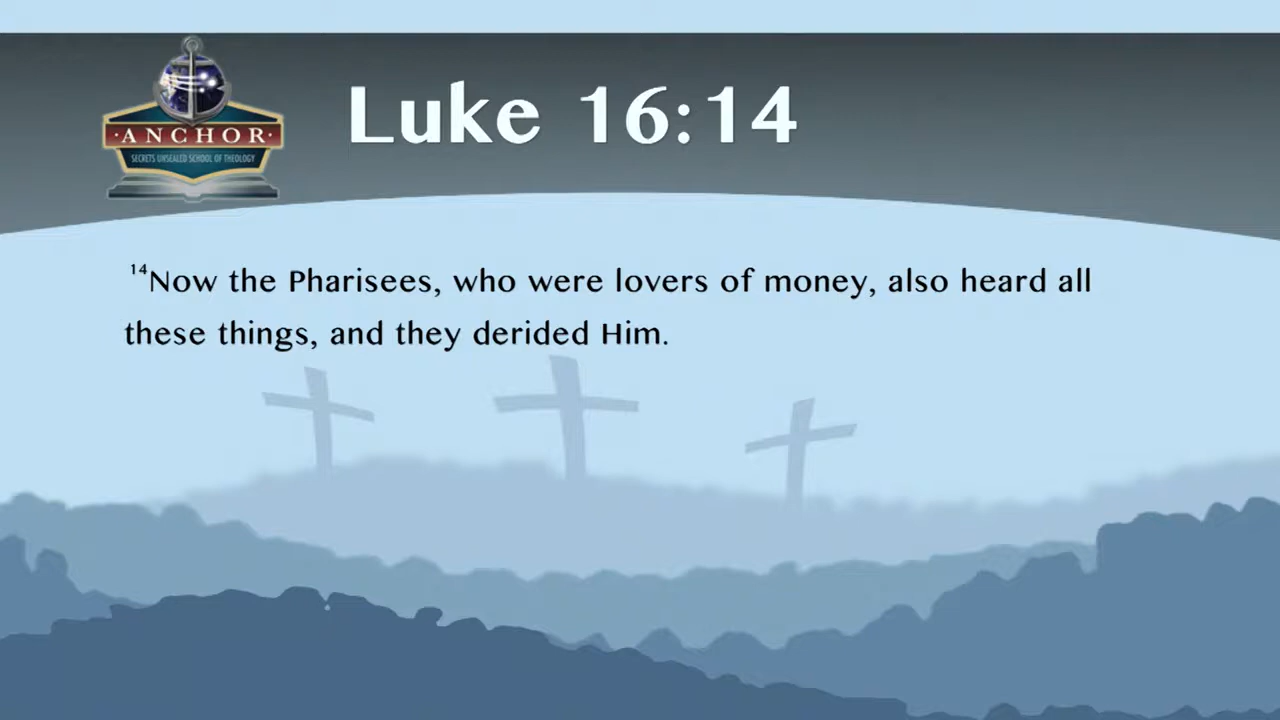 ANCHOR
SECRETS UNSEALED SCHOOL OF THEOLOGY
Luke 16:14
14Now the Pharisees, who were lovers of money, also heard all
these things, and they derided Him.